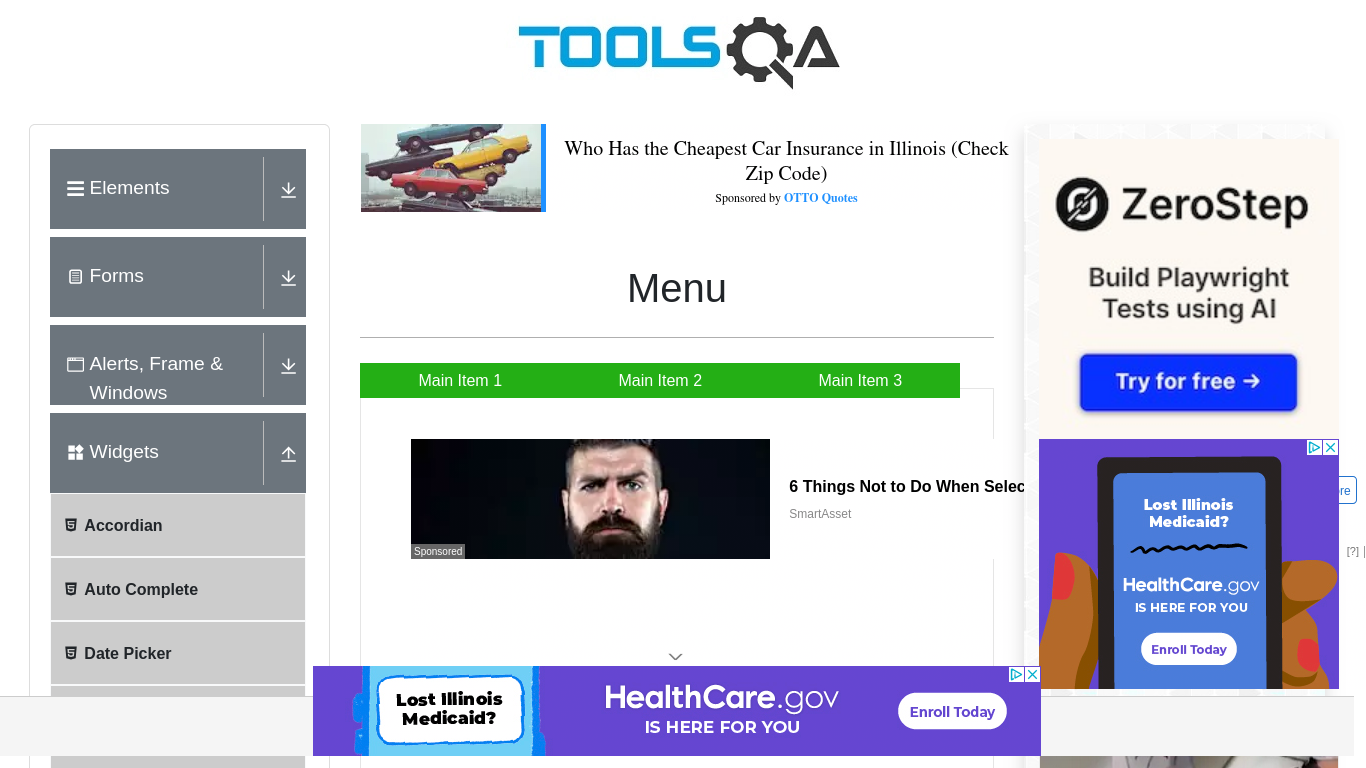 TOOLSQA
Elements
Forms
Alerts, Frame &
Windows
Widgets
Accordian
Auto Complete
Date Picker
Who Has the Cheapest Car Insurance in Illinois (Check
Zip Code)
Sponsored by OTTO Quotes
Menu
Main Item 1
Main Item 2
Main Item 3
Sponsored
6 Things Not to Do When Selec
SmartAsset
ZeroStep
Build Playwright
Tests using AI
Try for free →
re
[?]
Lost Illinois
Medicaid?
HealthCare.gov
IS HERE FOR YOU
Enroll Today
Lost Illinois
Medicaid?
HealthCare.gov
IS HERE FOR YOU
Enroll Today